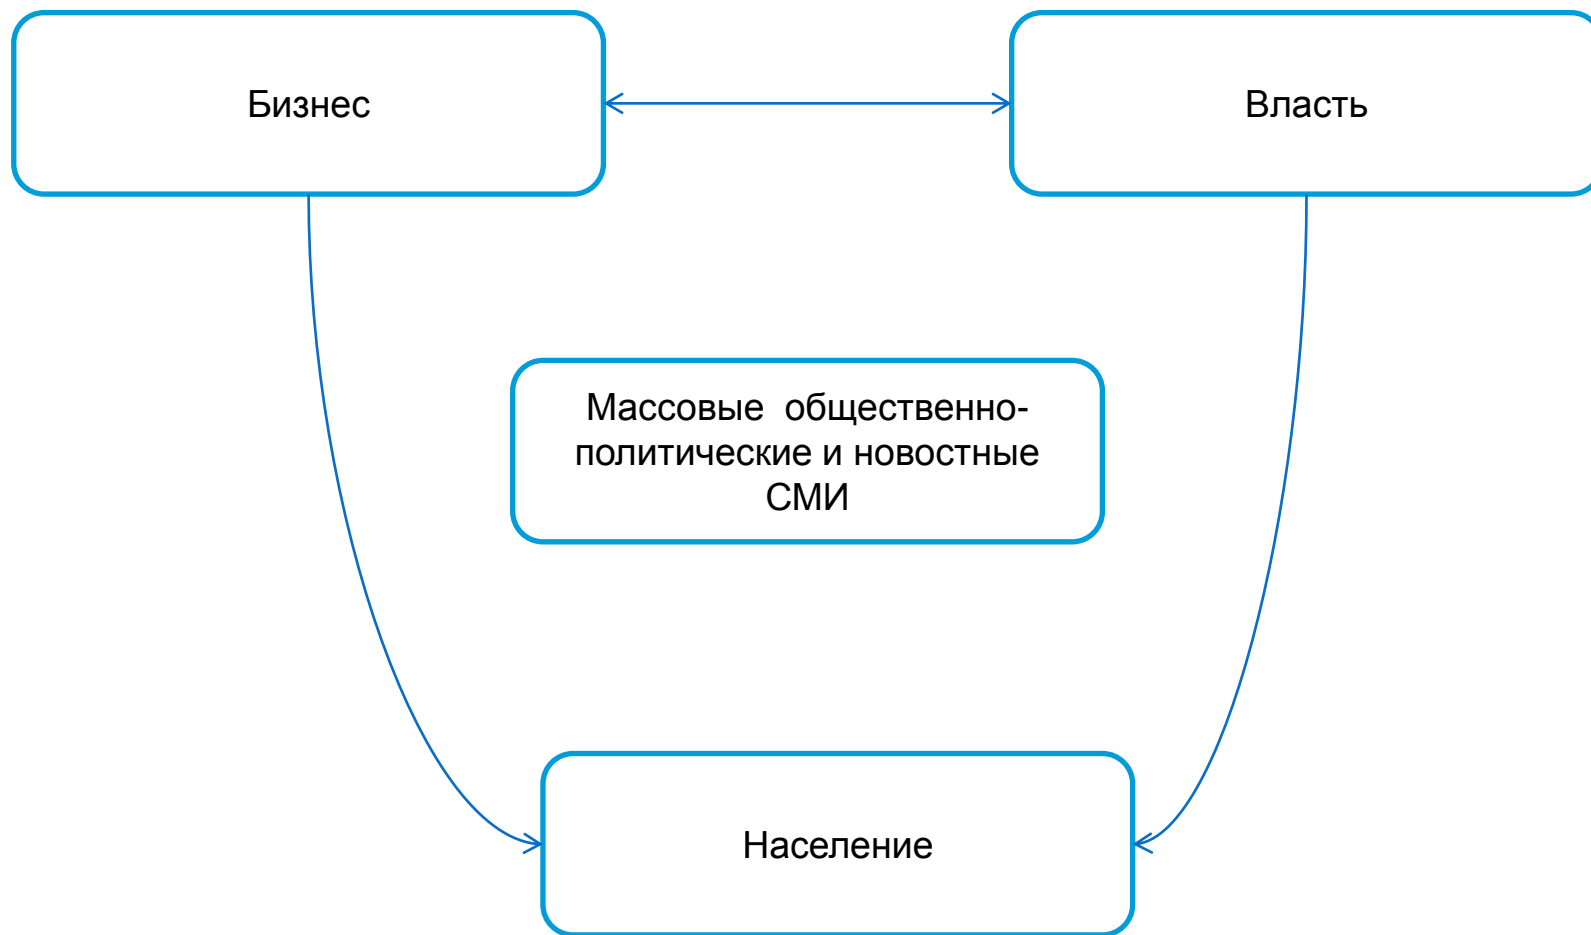 Бизнес
Власть
Массовые общественно-
политические и новостные
СМИ
Население